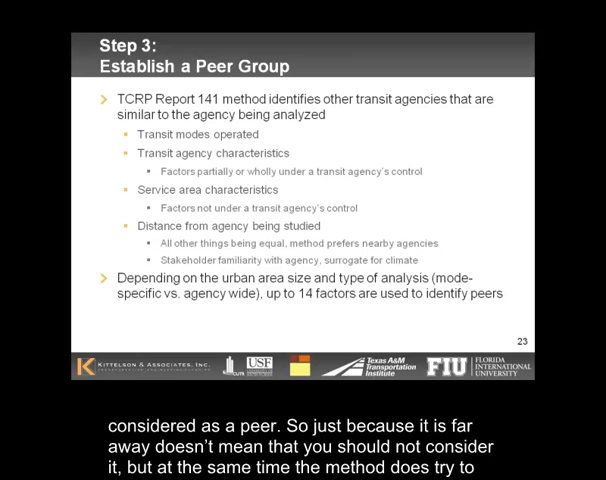 Step 3:
Establish a Peer Group
TCRP Report 141 method identifies other transit agencies that are
similar to the agency being analyzed
Transit modes operated
Transit agency characteristics
Factors partially or wholly under a transit agency's control
Service area characteristics
Factors not under a transit agency's control
Distance from agency being studied
All other things being equal, method prefers nearby agencies
Stakeholder familiarity with agency, surrogate for climate
Depending on the urban area size and type of analysis (mode-
specific vs. agency wide), up to 14 factors are used to identify peers
23
KITTELSON & ASSOCIATES, INC.
CUTR
USF
Texas A&M
Transportation
Institute
FIU
FLORIDA
INTERNATIONAL
UNIVERSITY
considered as a peer. So just because it is far
away doesn't mean that you should not consider
it, but at the same time the method does try to